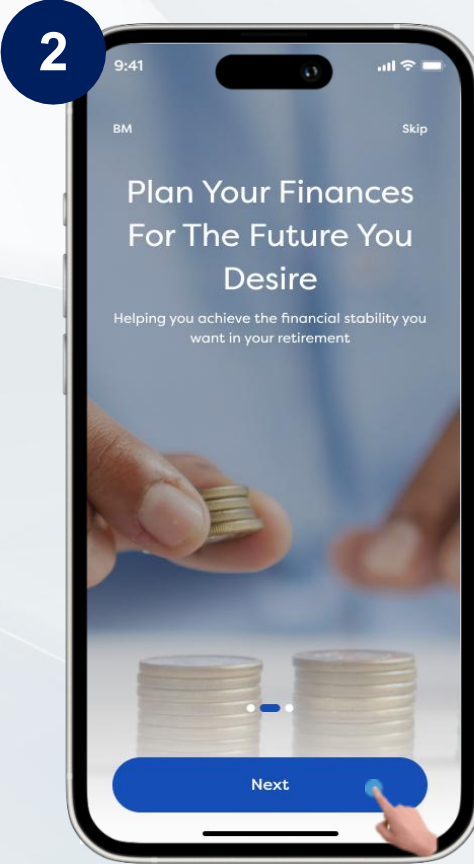 2
9:41
BM
Skip
Plan Your Finances
For The Future You
Desire
Helping you achieve the financial stability you
want in your retirement
Next